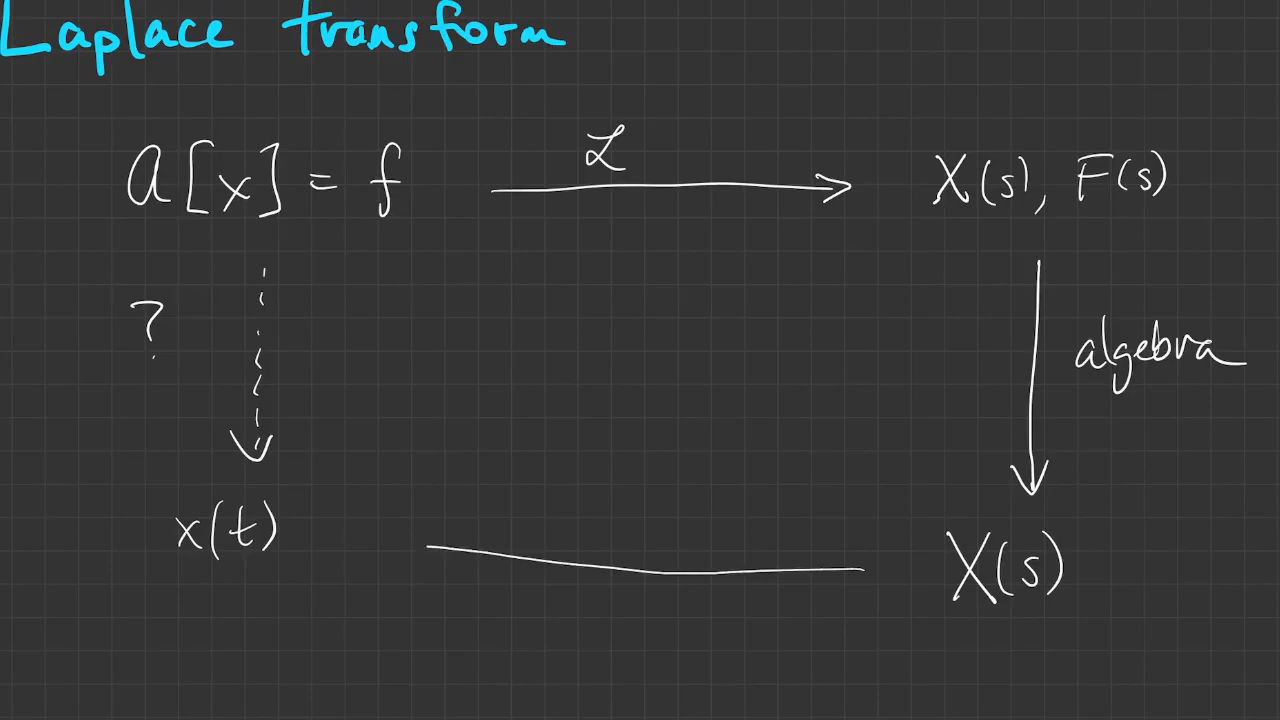 Laplace transform
ℒ
a[x] = f
X(s), F(s)
?
algebra
x(t)
X(s)